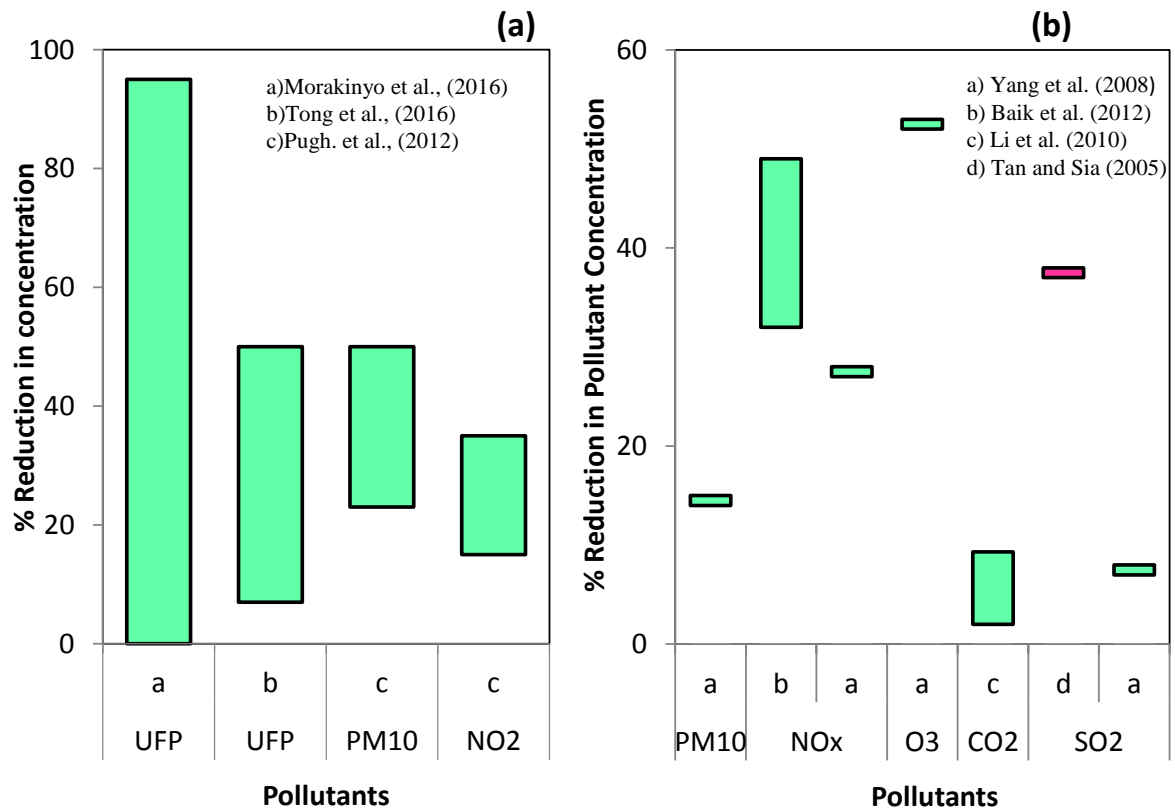 (a)
% Reduction in concentration
100
80
60
40
20
0
a)Morakinyo et al., (2016)
b)Tong et al., (2016)
c)Pugh. et al., (2012)
a b c c
UFP UFP PM10 NO2
Pollutants
(b)
% Reduction in Pollutant Concentration
60
40
20
0
a) Yang et al. (2008)
b) Baik et al. (2012)
c) Li et al. (2010)
d) Tan and Sia (2005)
a b a a c d a
PM10 NOx O3 CO2 SO2
Pollutants